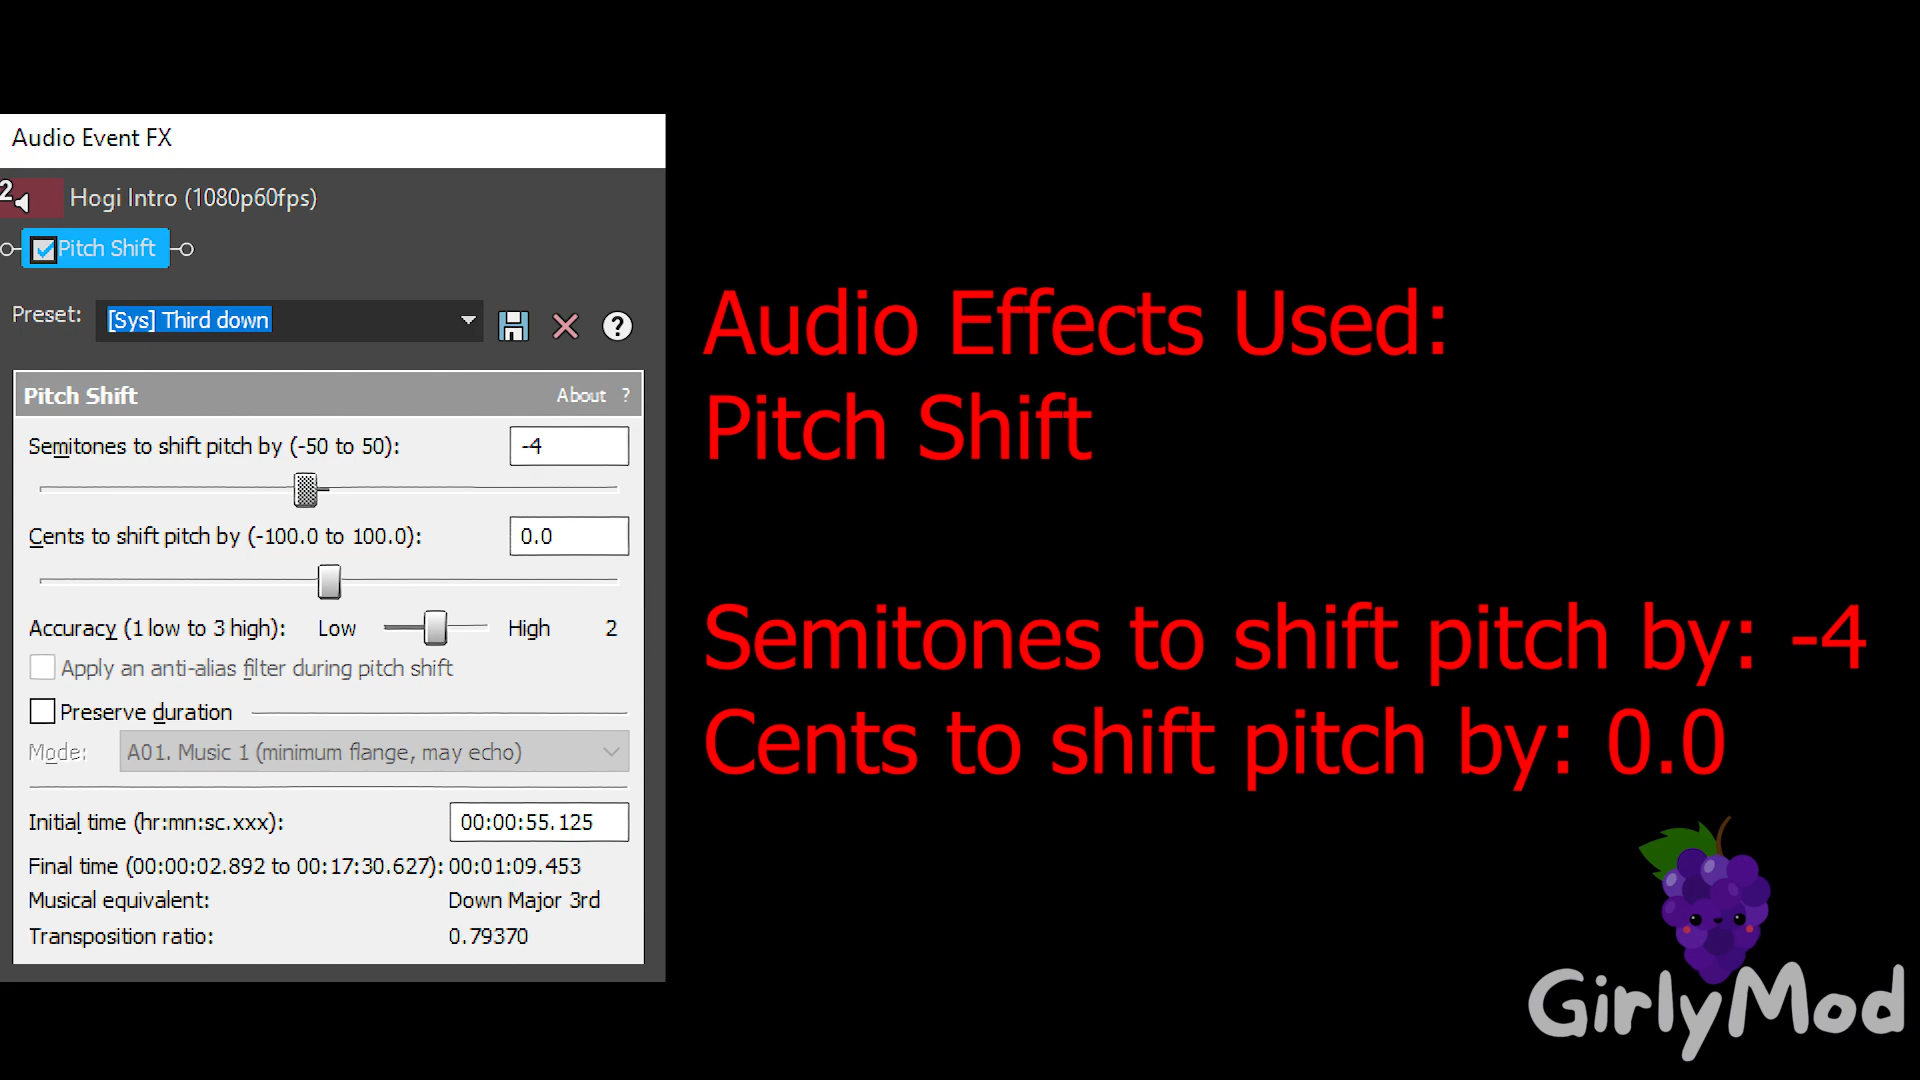 Audio Event FX
2
Hogi Intro (1080p60fps)
Pitch Shift
Preset: [Sys] Third down
?
Pitch Shift About ?
Semitones to shift pitch by (-50 to 50): -4
Cents to shift pitch by (-100.0 to 100.0): 0.0
Accuracy (1 low to 3 high): Low High 2
Apply an anti-alias filter during pitch shift
Preserve duration
Mode: A01. Music 1 (minimum flange, may echo)
Initial time (hr:mn:sc.xxx): 00:00:55.125
Final time (00:00:02.892 to 00:17:30.627): 00:01:09.453
Musical equivalent: Down Major 3rd
Transposition ratio: 0.79370
Audio Effects Used:
Pitch Shift
Semitones to shift pitch by: -4
Cents to shift pitch by: 0.0
GirlyMod